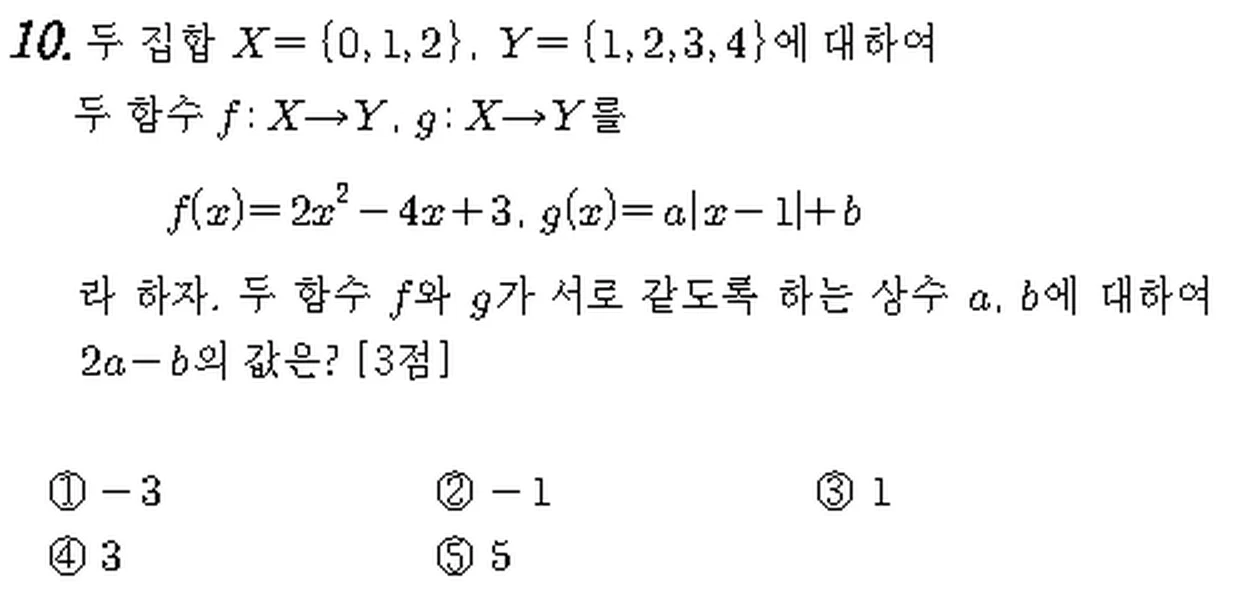 10. 두 집합 X = {0, 1, 2}, Y = {1, 2, 3, 4}에 대하여
두 함수 f : X→Y, g : X→Y를
f(x) = 2x² − 4x + 3, g(x) = a|x − 1| + b
라 하자. 두 함수 f와 g가 서로 같도록 하는 상수 a, b에 대하여
2a − b의 값은? [3점]
① −3 ② −1 ③ 1
④ 3 ⑤ 5